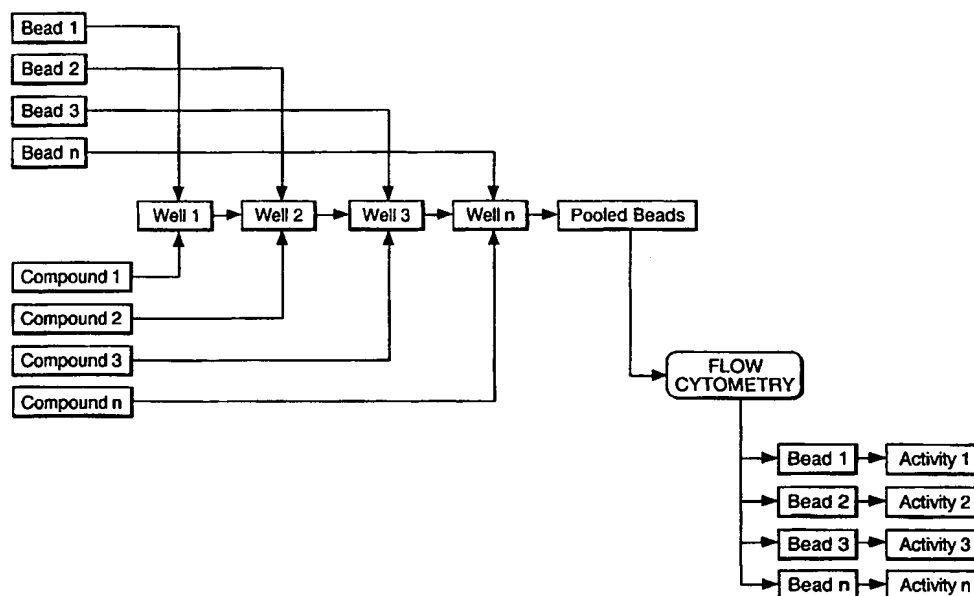 Bead 1
Bead 2
Bead 3
Bead n
Well 1
Well 2
Well 3
Well n
Pooled Beads
Compound 1
Compound 2
Compound 3
Compound n
FLOW
CYTOMETRY
Bead 1
Activity 1
Bead 2
Activity 2
Bead 3
Activity 3
Bead n
Activity n